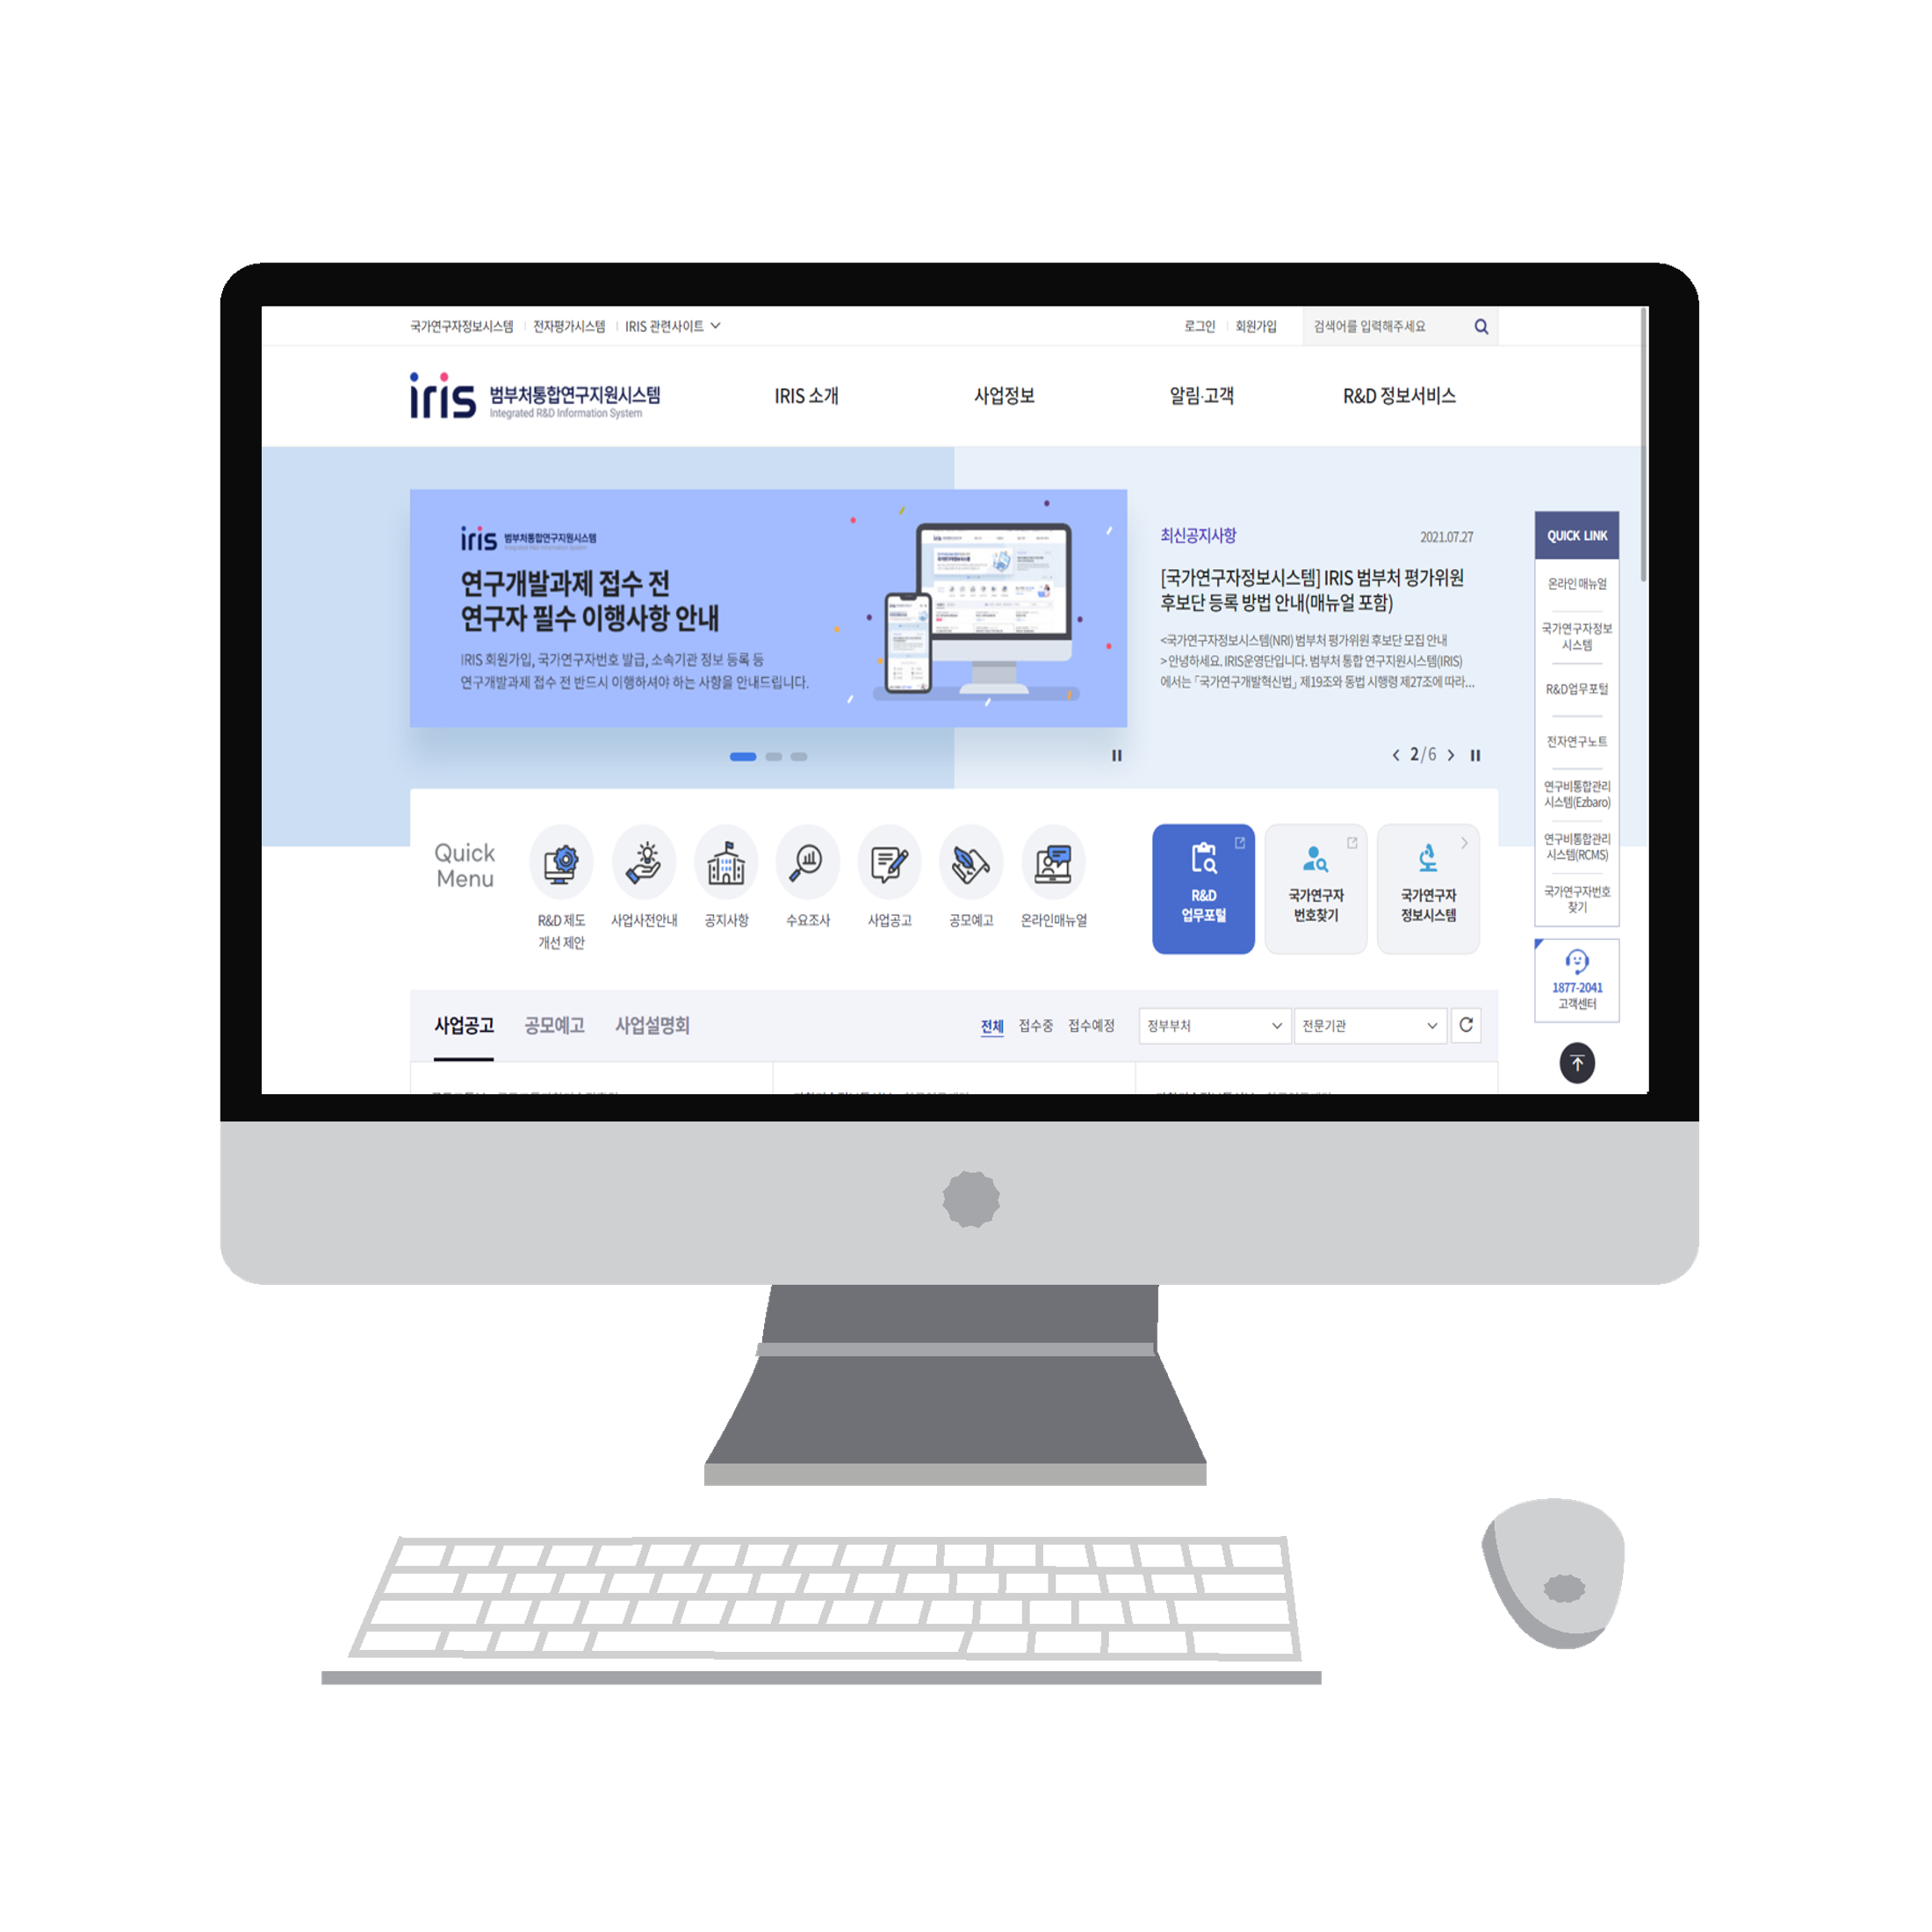 국가연구자정보시스템 전자평가시스템 IRIS 관련사이트
로그인 회원가입 검색어를 입력해주세요
iris 범부처통합연구지원시스템
Integrated R&D Information System
IRIS 소개 사업정보 알림·고객 R&D 정보서비스
iris 범부처통합연구지원시스템
연구개발과제 접수 전
연구자 필수 이행사항 안내
IRIS 회원가입, 국가연구자번호 발급, 소속기관 정보 등록 등
연구개발과제 접수 전 반드시 이행하셔야 하는 사항을 안내드립니다.
최신공지사항 2021.07.27
[국가연구자정보시스템] IRIS 범부처 평가위원
후보단 등록 방법 안내(매뉴얼 포함)
<국가연구자정보시스템(NRI) 범부처 평가위원 후보단 모집 안내
> 안녕하세요. IRIS운영단입니다. 범부처 통합 연구지원시스템(IRIS)
에서는 「국가연구개발혁신법」 제19조와 동법 시행령 제27조에 따라...
2/6
QUICK LINK
온라인 매뉴얼
국가연구자정보
시스템
R&D업무포털
전자연구노트
연구비통합관리
시스템(Ezbaro)
연구비통합관리
시스템(RCMS)
국가연구자번호
찾기
1877-2041
고객센터
Quick
Menu
R&D 제도
개선 제안
사업사전안내
공지사항
수요조사
사업공고
공모예고
온라인매뉴얼
R&D
업무포털
국가연구자
번호찾기
국가연구자
정보시스템
사업공고 공모예고 사업설명회
전체 접수중 접수예정 정부부처 전문기관